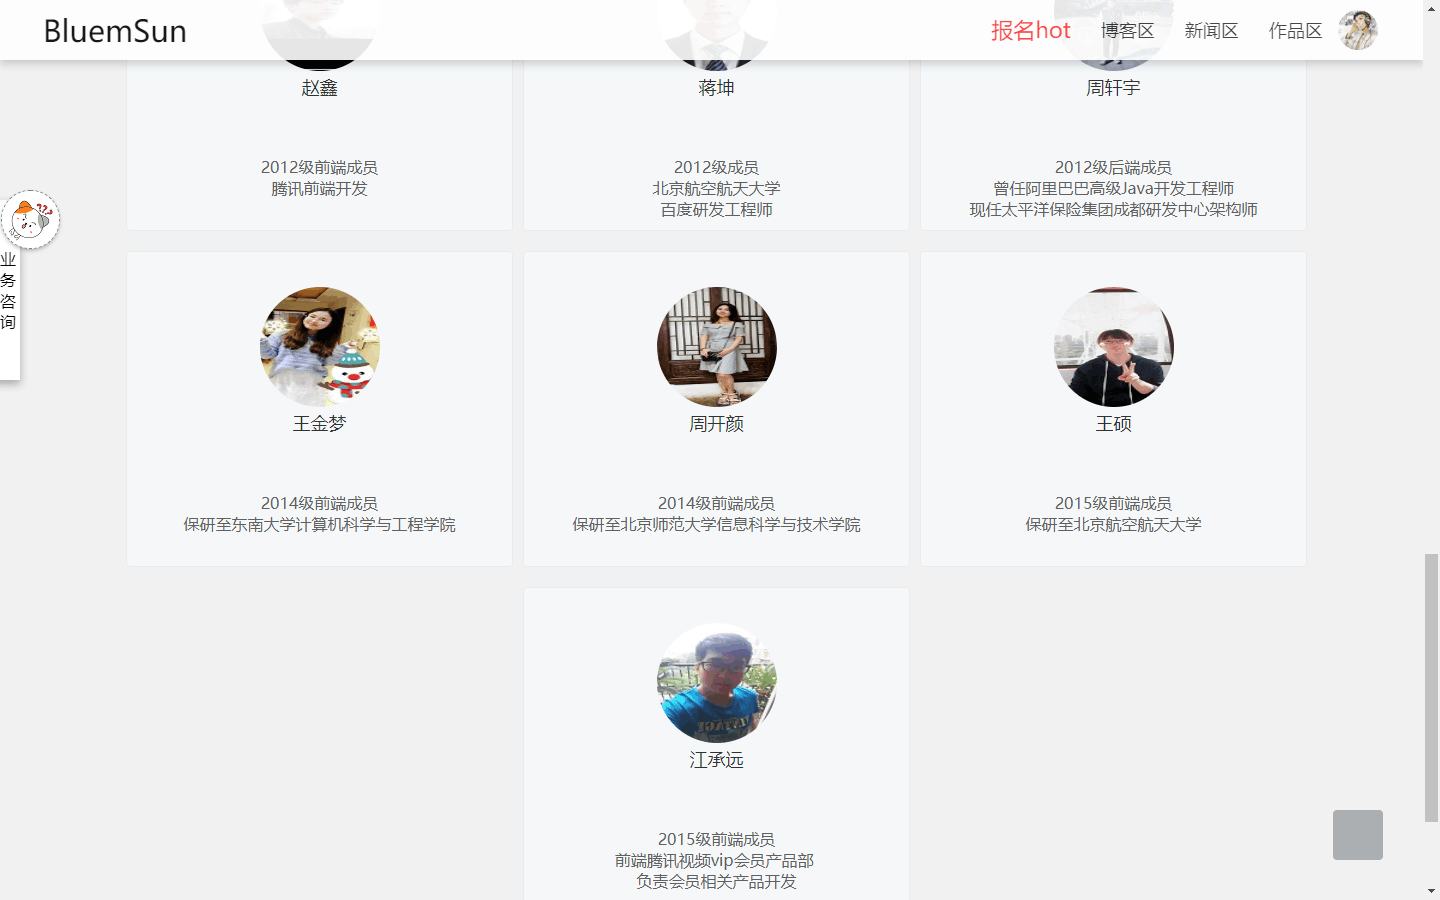 BluemSun
报名hot
博客区
新闻区
作品区
赵鑫
2012级前端成员
腾讯前端开发
蒋坤
2012级成员
北京航空航天大学
百度研发工程师
周轩宇
2012级后端成员
曾任阿里巴巴高级Java开发工程师
现任太平洋保险集团成都研发中心架构师
???
业
务
咨
询
王金梦
2014级前端成员
保研至东南大学计算机科学与工程学院
周开颜
2014级前端成员
保研至北京师范大学信息科学与技术学院
王硕
2015级前端成员
保研至北京航空航天大学
江承远
2015级前端成员
前端腾讯视频vip会员产品部
负责会员相关产品开发